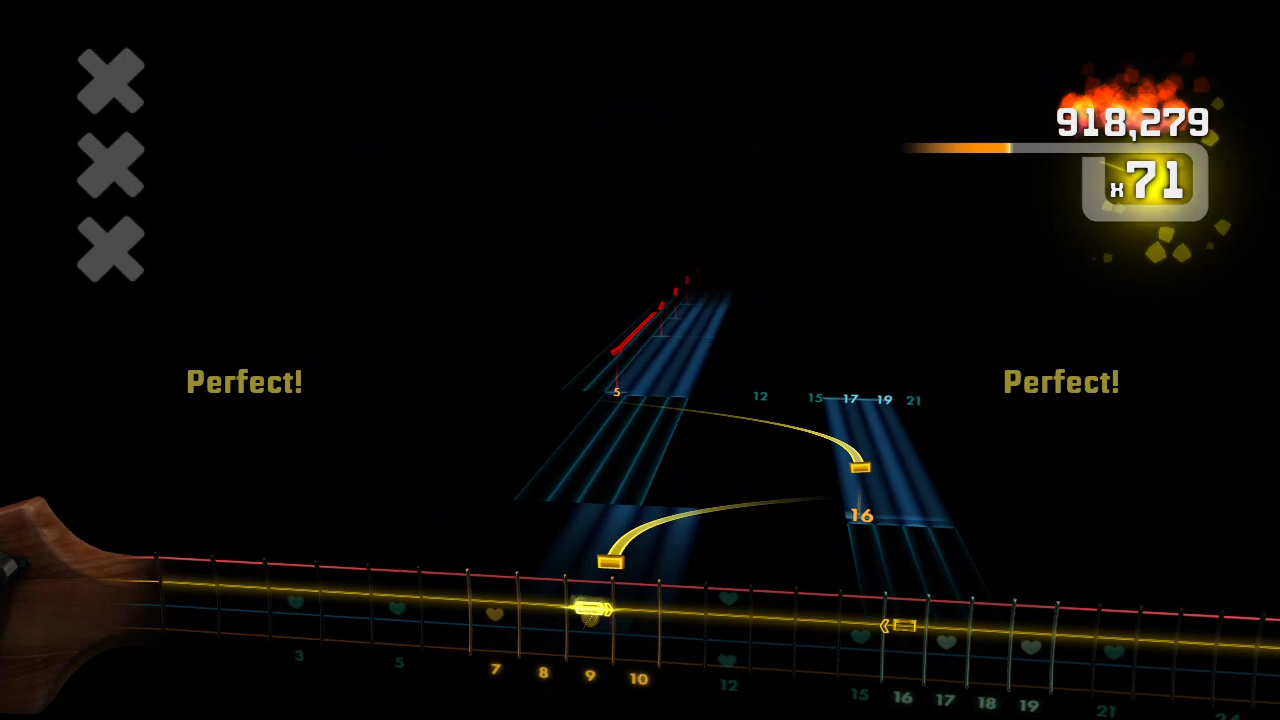 918,279
x71
Perfect!
Perfect!
5
12 15 17 19 21
16
3 5 7 8 9 10 12 15 16 17 18 19 21 24